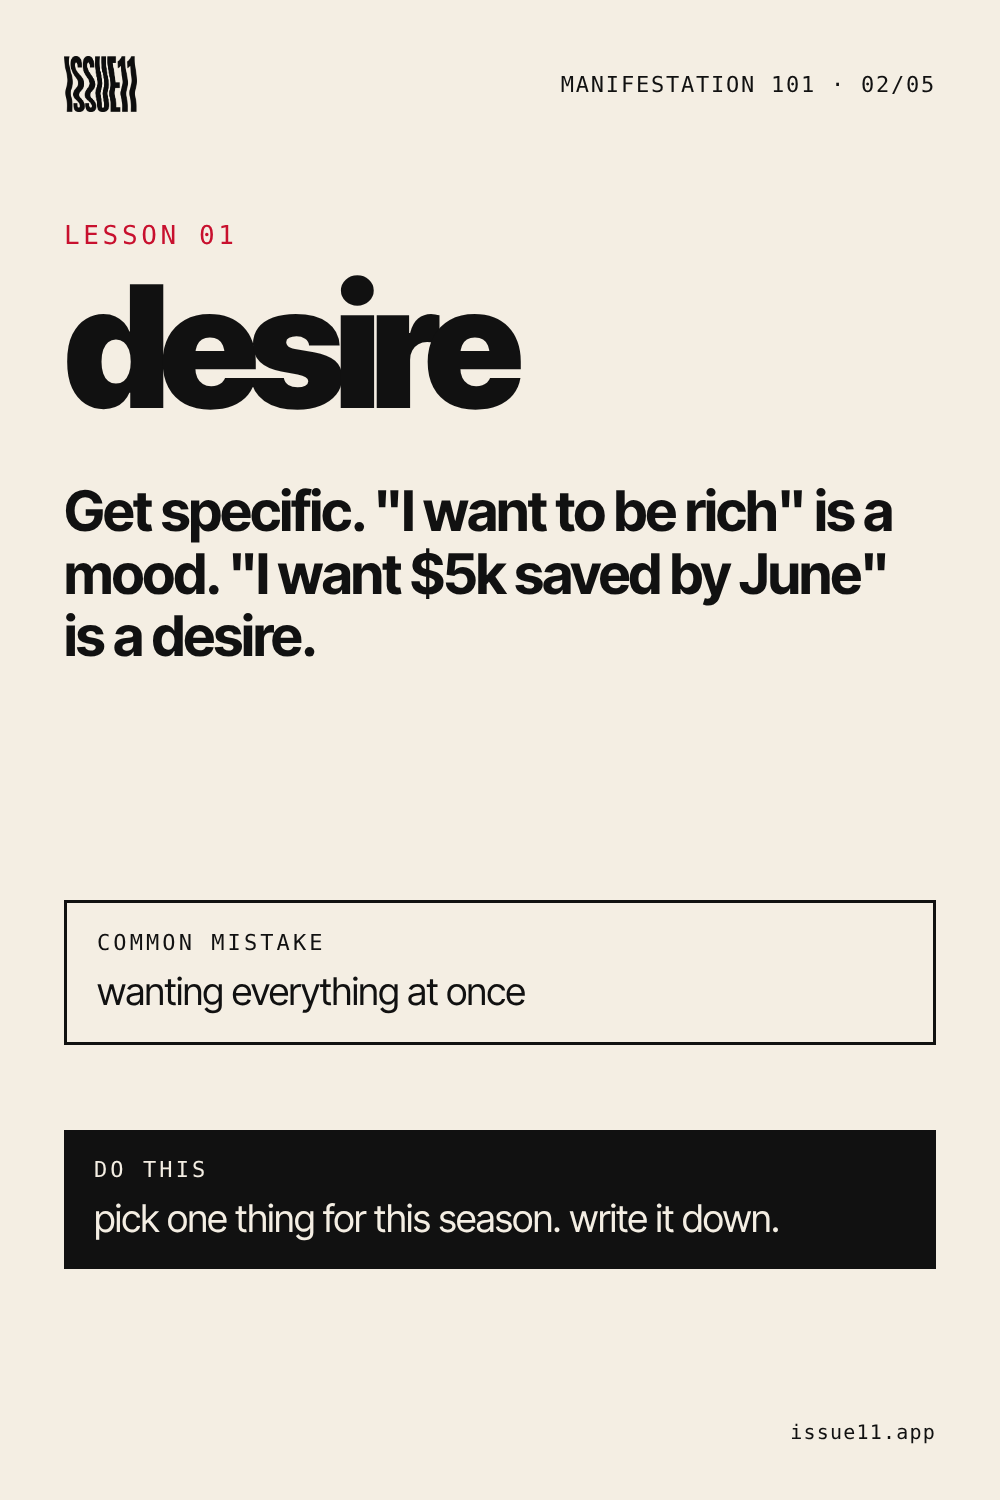 ISSUE11
MANIFESTATION 101 · 02/05
LESSON 01
desire
Get specific. "I want to be rich" is a
mood. "I want $5k saved by June"
is a desire.
COMMON MISTAKE
wanting everything at once
DO THIS
pick one thing for this season. write it down.
issue11.app